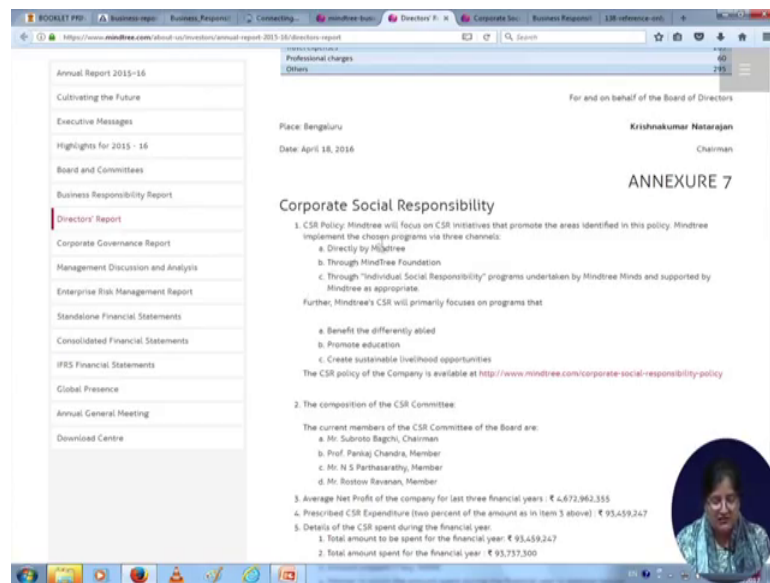 BOOKLET PRI
A business-repo
Business_Responsi
Connecting...
mindtree-busi
Directors' R
Corporate Soc
Business Responsi
https://www.mindtree.com/about-us/investors/annual-report-2015-16/directors-report
Search
Professional charges 60
Others 295
For and on behalf of the Board of Directors
Place: Bengaluru
Krishnakumar Natarajan
Date: April 18, 2016
Chairman
ANNEXURE 7
Annual Report 2015-16
Cultivating the Future
Executive Messages
Highlights for 2015 - 16
Board and Committees
Business Responsibility Report
Directors' Report
Corporate Governance Report
Management Discussion and Analysis
Enterprise Risk Management Report
Standalone Financial Statements
Consolidated Financial Statements
IFRS Financial Statements
Global Presence
Annual General Meeting
Download Centre
Corporate Social Responsibility
1. CSR Policy: Mindtree will focus on CSR initiatives that promote the areas identified in this policy. Mindtree
implement the chosen programs via three channels:
a. Directly by Mindtree
b. Through MindTree Foundation
c. Through "Individual Social Responsibility" programs undertaken by Mindtree Minds and supported by
Mindtree as appropriate.
Further, Mindtree's CSR will primarily focuses on programs that
a. Benefit the differently abled
b. Promote education
c. Create sustainable livelihood opportunities
The CSR policy of the Company is available at http://www.mindtree.com/corporate-social-responsibility-policy
2. The composition of the CSR Committee:
The current members of the CSR Committee of the Board are:
a. Mr. Subroto Bagchi, Chairman
b. Prof. Pankaj Chandra, Member
c. Mr. N S Parthasarathy, Member
d. Mr. Rostow Ravanan, Member
3. Average Net Profit of the company for last three financial years : ₹ 4,672,962,355
4. Prescribed CSR Expenditure (two percent of the amount as in item 3 above) : ₹ 93,459,247
5. Details of the CSR spent during the financial year.
1. Total amount to be spent for the financial year: ₹ 93,459,247
2. Total amount spent for the financial year : ₹ 93,737,300
EN